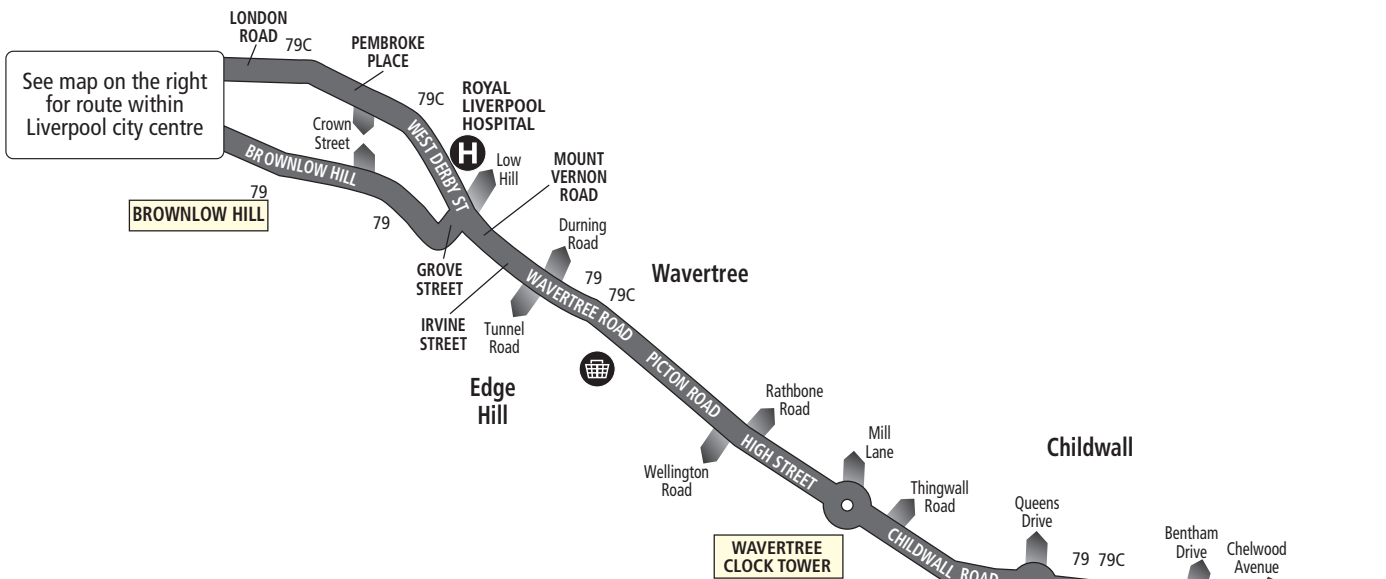 LONDON
ROAD
79C
PEMBROKE
PLACE
See map on the right
for route within
Liverpool city centre
79C
ROYAL
LIVERPOOL
HOSPITAL
H
Crown
Street
WEST DERBY ST
BROWNLOW HILL
Low
Hill
MOUNT
VERNON
ROAD
79
BROWNLOW HILL
79
Durning
Road
GROVE
STREET
WAVERTREE ROAD
79
79C
Wavertree
IRVINE
STREET
Tunnel
Road
Edge
Hill
PICTON ROAD
Rathbone
Road
Wellington
Road
HIGH STREET
Mill
Lane
Childwall
Thingwall
Road
Queens
Drive
WAVERTREE
CLOCK TOWER
CHILDWALL ROAD
79 79C
Bentham
Drive
Chelwood
Avenue